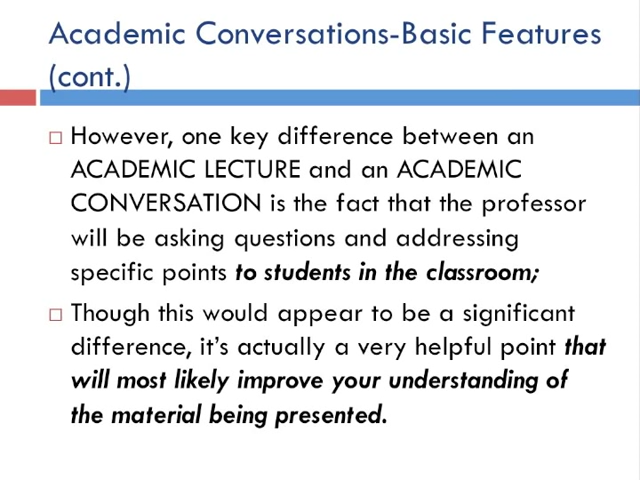 Academic Conversations-Basic Features
(cont.)
However, one key difference between an
ACADEMIC LECTURE and an ACADEMIC
CONVERSATION is the fact that the professor
will be asking questions and addressing
specific points to students in the classroom;
Though this would appear to be a significant
difference, it's actually a very helpful point that
will most likely improve your understanding of
the material being presented.